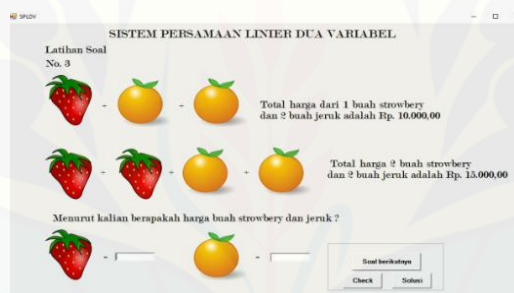 SPLDV
SISTEM PERSAMAAN LINIER DUA VARIABEL
Latihan Soal
No. 3
+ +
Total harga dari 1 buah strowbery
dan 2 buah jeruk adalah Rp. 10.000,00
+ + +
Total harga 2 buah strowbery
dan 2 buah jeruk adalah Rp. 15.000,00
Menurut kalian berapakah harga buah strowbery dan jeruk ?
= =
Soal berikutnya
Check Solusi